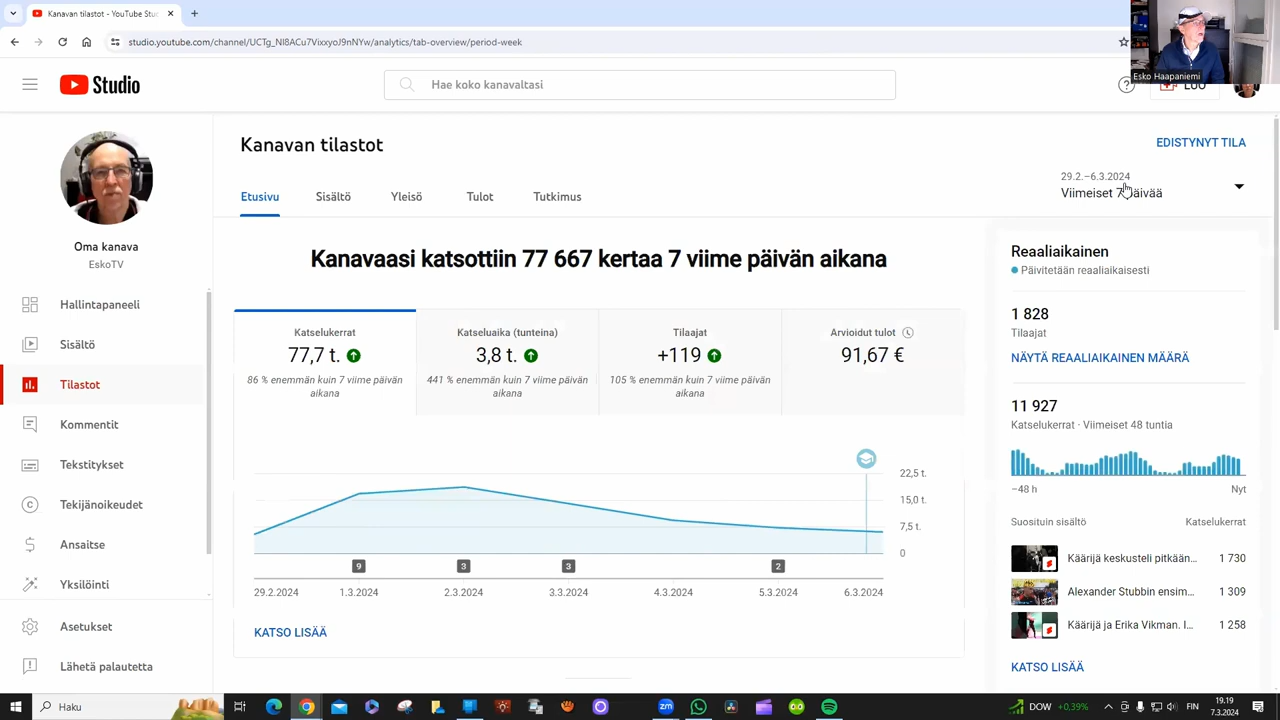 Kanavan tilastot - YouTube Stu
studio.youtube.com/channel/UCTg_NI8ACu7VixxyoJ9nNYw/analytics/tab-overview/period-week
Esko Haapaniemi
Studio
Hae koko kanavaltasi
LUO
Kanavan tilastot
EDISTYNYT TILA
29.2.–6.3.2024
Viimeiset 7 päivää
Etusivu Sisältö Yleisö Tulot Tutkimus
Oma kanava
EskoTV
Hallintapaneeli
Sisältö
Tilastot
Kommentit
Tekstitykset
Tekijänoikeudet
Ansaitse
Yksilöinti
Asetukset
Lähetä palautetta
Kanavaasi katsottiin 77 667 kertaa 7 viime päivän aikana
Katselukerrat
77,7 t.
86 % enemmän kuin 7 viime päivän
aikana
Katseluaika (tunteina)
3,8 t.
441 % enemmän kuin 7 viime päivän
aikana
Tilaajat
+119
105 % enemmän kuin 7 viime päivän
aikana
Arvioidut tulot
91,67 €
22,5 t.
15,0 t.
7,5 t.
0
9 3 3 2
29.2.2024 1.3.2024 2.3.2024 3.3.2024 4.3.2024 5.3.2024 6.3.2024
KATSO LISÄÄ
Reaaliaikainen
Päivitetään reaaliaikaisesti
1 828
Tilaajat
NÄYTÄ REAALIAIKAINEN MÄÄRÄ
11 927
Katselukerrat · Viimeiset 48 tuntia
−48 h Nyt
Suosituin sisältö Katselukerrat
Käärijä keskusteli pitkään... 1 730
Alexander Stubbin ensim... 1 309
Käärijä ja Erika Vikman. I... 1 258
KATSO LISÄÄ
Haku
zm
DOW +0,39%
FIN
19.19
7.3.2024